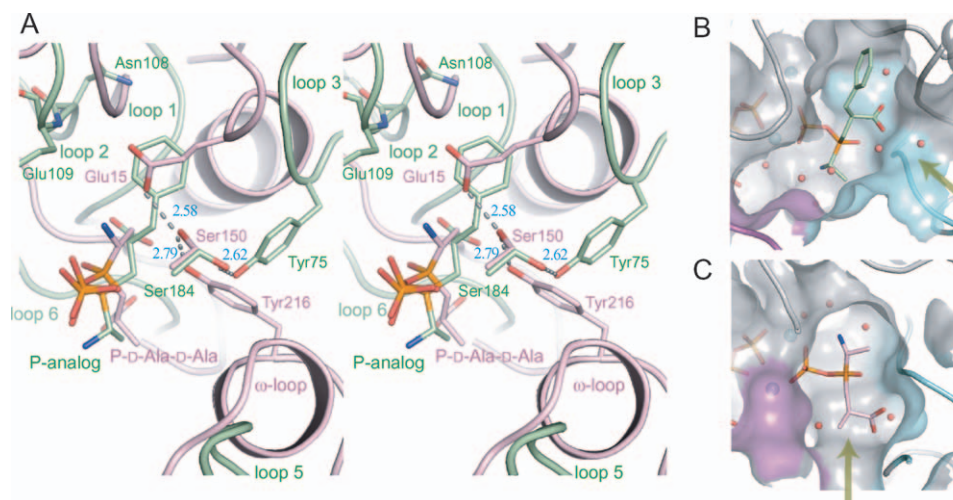 A
Asn108
loop 1
loop 3
loop 2
Glu109
Glu15
2.58
Ser150
2.79
2.62
Ser184
Tyr75
loop 6
Tyr216
P-analog
P-D-Ala-D-Ala
ω-loop
loop 5
Asn108
loop 1
loop 3
loop 2
Glu109
Glu15
2.58
Ser150
2.79
2.62
Ser184
Tyr75
loop 6
Tyr216
P-analog
P-D-Ala-D-Ala
ω-loop
loop 5
B
C